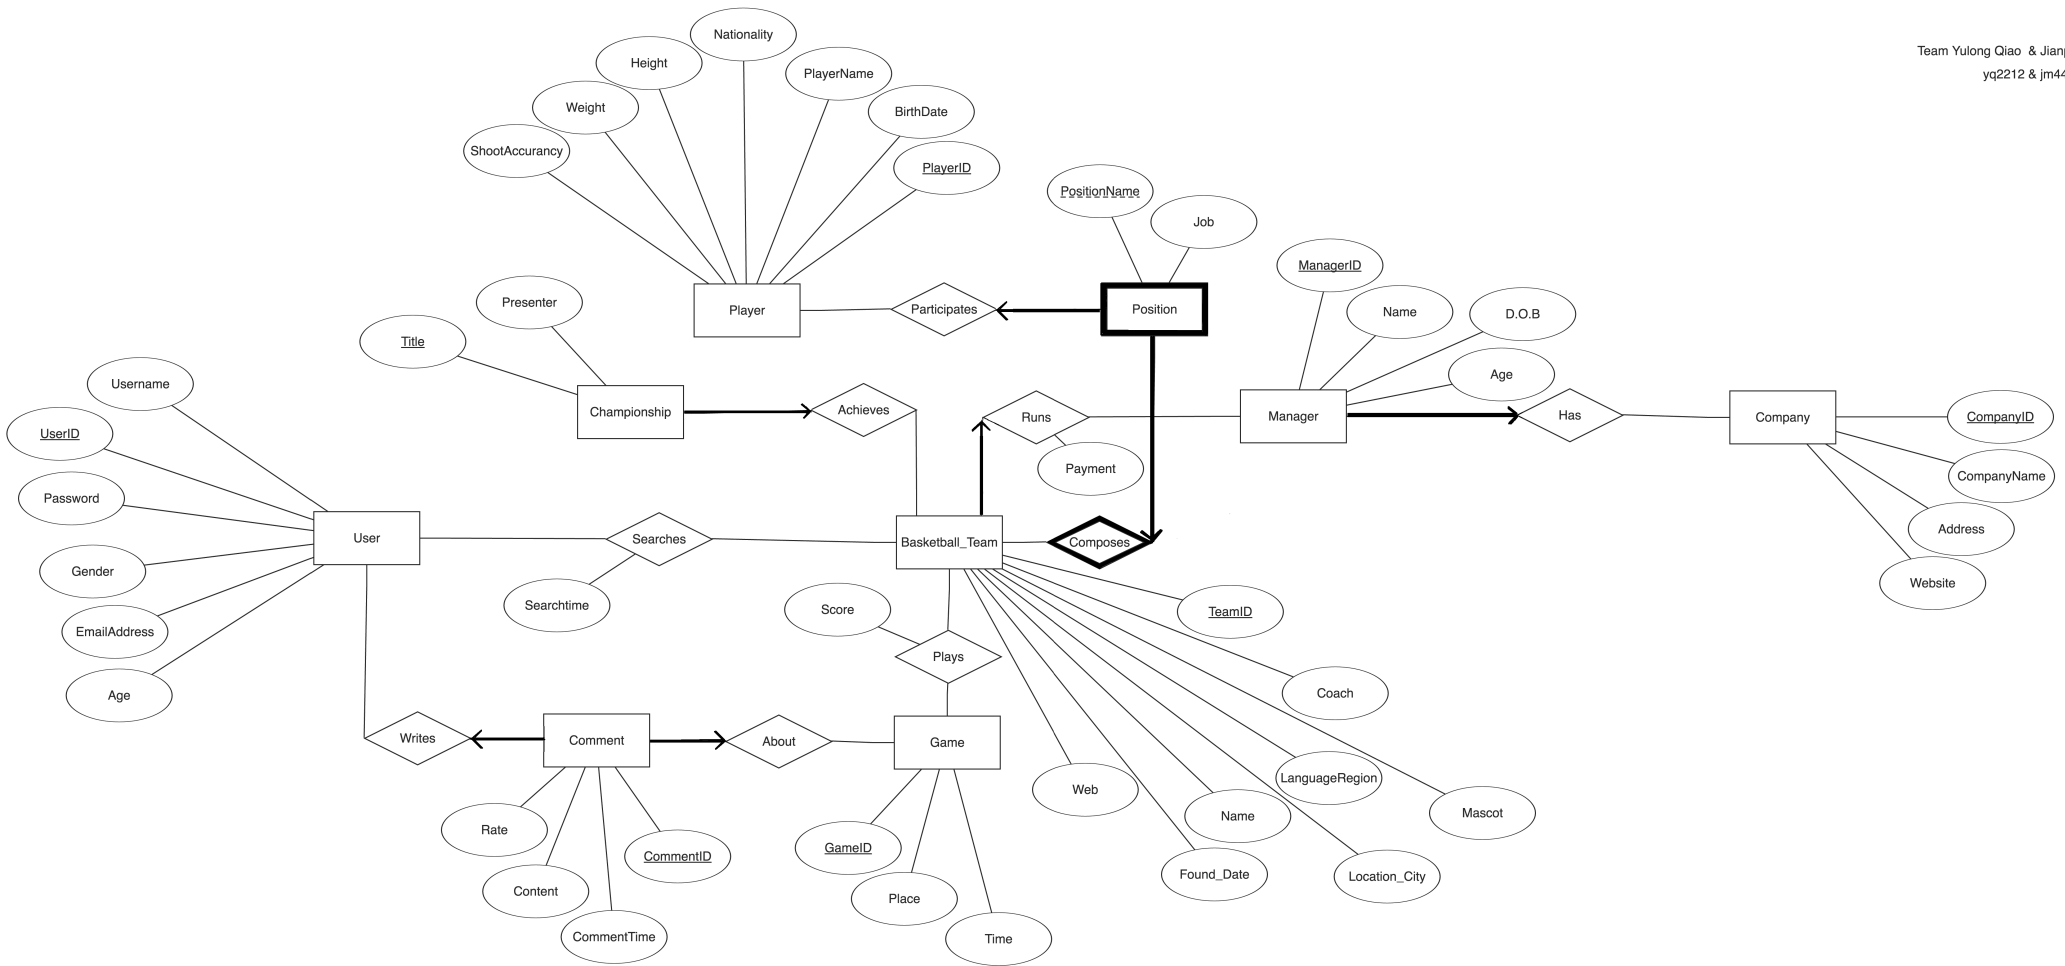 Nationality
Team Yulong Qiao & Jianp
Height
PlayerName
yq2212 & jm44
Weight
BirthDate
ShootAccurancy
PlayerID
PositionName
Job
ManagerID
Presenter
Player
Participates
Position
Name
D.O.B
Title
Age
Username
Championship
Achieves
Runs
Manager
Has
Company
CompanyID
UserID
Payment
CompanyName
Password
User
Searches
Basketball_Team
Composes
Address
Gender
Website
Searchtime
Score
TeamID
EmailAddress
Plays
Age
Coach
Writes
Comment
About
Game
LanguageRegion
Web
Mascot
Name
Rate
GameID
CommentID
Found_Date
Location_City
Content
Place
CommentTime
Time